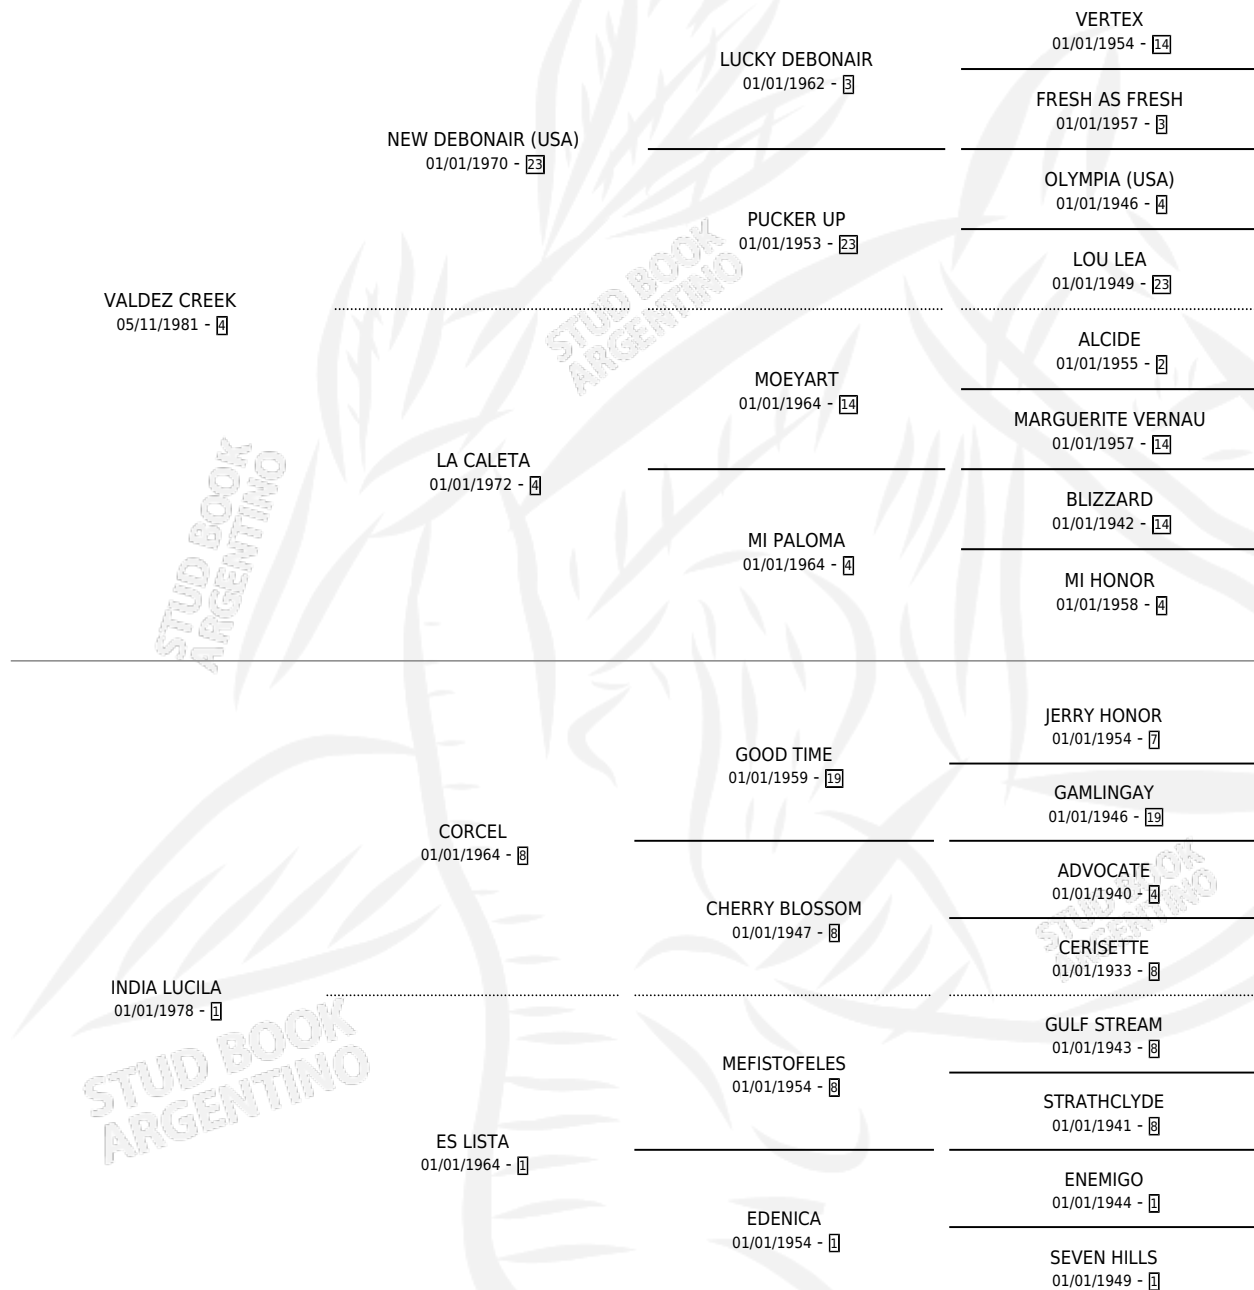 VERTEX
01/01/1954 - 14
LUCKY DEBONAIR
01/01/1962 - 3
FRESH AS FRESH
01/01/1957 - 3
NEW DEBONAIR (USA)
01/01/1970 - 23
OLYMPIA (USA)
01/01/1946 - 4
PUCKER UP
01/01/1953 - 23
LOU LEA
01/01/1949 - 23
VALDEZ CREEK
05/11/1981 - 4
ALCIDE
01/01/1955 - 2
MOEYART
01/01/1964 - 14
MARGUERITE VERNAU
01/01/1957 - 14
LA CALETA
01/01/1972 - 4
BLIZZARD
01/01/1942 - 14
MI PALOMA
01/01/1964 - 4
MI HONOR
01/01/1958 - 4
JERRY HONOR
01/01/1954 - 7
GOOD TIME
01/01/1959 - 19
GAMLINGAY
01/01/1946 - 19
CORCEL
01/01/1964 - 8
ADVOCATE
01/01/1940 - 4
CHERRY BLOSSOM
01/01/1947 - 8
CERISETTE
01/01/1933 - 8
INDIA LUCILA
01/01/1978 - 1
GULF STREAM
01/01/1943 - 8
MEFISTOFELES
01/01/1954 - 8
STRATHCLYDE
01/01/1941 - 8
ES LISTA
01/01/1964 - 1
ENEMIGO
01/01/1944 - 1
EDENICA
01/01/1954 - 1
SEVEN HILLS
01/01/1949 - 1
STUD BOOK
ARGENTINO
STUD BOOK
ARGENTINO
STUD BOOK
ARGENTINO
STUD BOOK
ARGENTINO